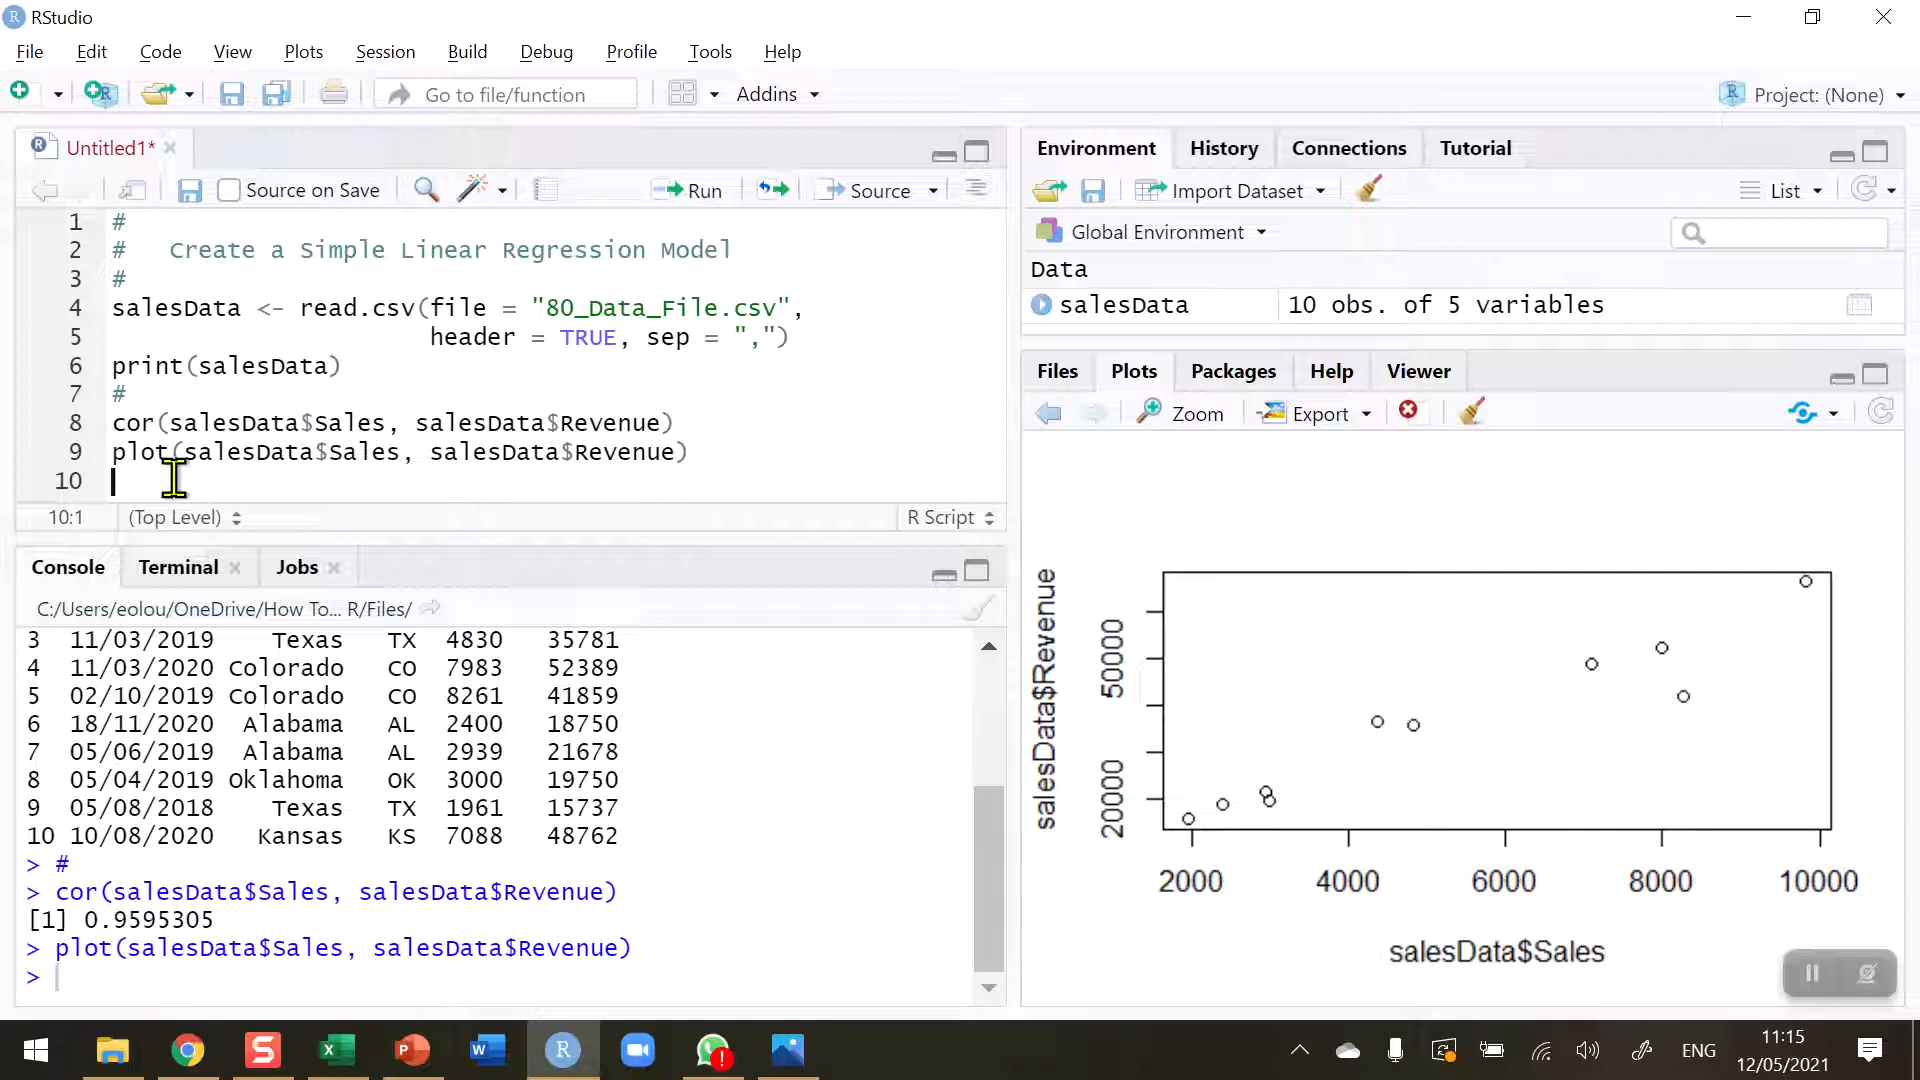 RStudio
File Edit Code View Plots Session Build Debug Profile Tools Help
Go to file/function Addins Project: (None)
Untitled1*
Source on Save Run Source
1 #
2 #   Create a Simple Linear Regression Model
3 #
4 salesData <- read.csv(file = "80_Data_File.csv",
5                       header = TRUE, sep = ",")
6 print(salesData)
7 #
8 cor(salesData$Sales, salesData$Revenue)
9 plot(salesData$Sales, salesData$Revenue)
10
10:1 (Top Level) R Script
Console Terminal Jobs
C:/Users/eolou/OneDrive/How To... R/Files/
3 11/03/2019 Texas TX 4830 35781
4 11/03/2020 Colorado CO 7983 52389
5 02/10/2019 Colorado CO 8261 41859
6 18/11/2020 Alabama AL 2400 18750
7 05/06/2019 Alabama AL 2939 21678
8 05/04/2019 Oklahoma OK 3000 19750
9 05/08/2018 Texas TX 1961 15737
10 10/08/2020 Kansas KS 7088 48762
> #
> cor(salesData$Sales, salesData$Revenue)
[1] 0.9595305
> plot(salesData$Sales, salesData$Revenue)
>
Environment History Connections Tutorial
Import Dataset List
R Global Environment
Data
salesData 10 obs. of 5 variables
Files Plots Packages Help Viewer
Zoom Export
salesData$Revenue
50000
20000
2000 4000 6000 8000 10000
salesData$Sales
ENG
11:15
12/05/2021